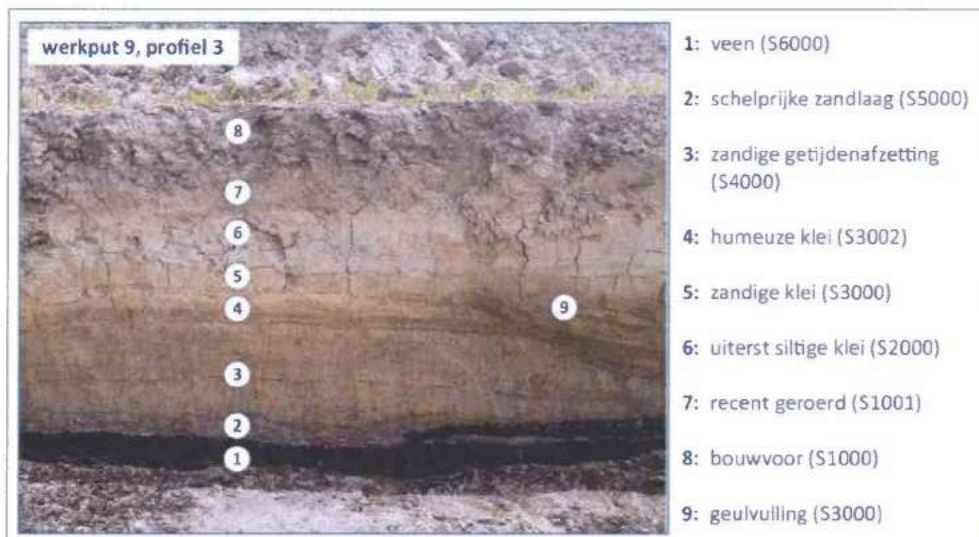 werkput 9, profiel 3
8
7
6
5
4
9
3
2
1
1: veen (S6000)
2: schelprijke zandlaag (S5000)
3: zandige getijdenafzetting
(S4000)
4: humeuze klei (S3002)
5: zandige klei (S3000)
6: uiterst siltige klei (S2000)
7: recent geroerd (S1001)
8: bouwvoor (S1000)
9: geulvulling (S3000)